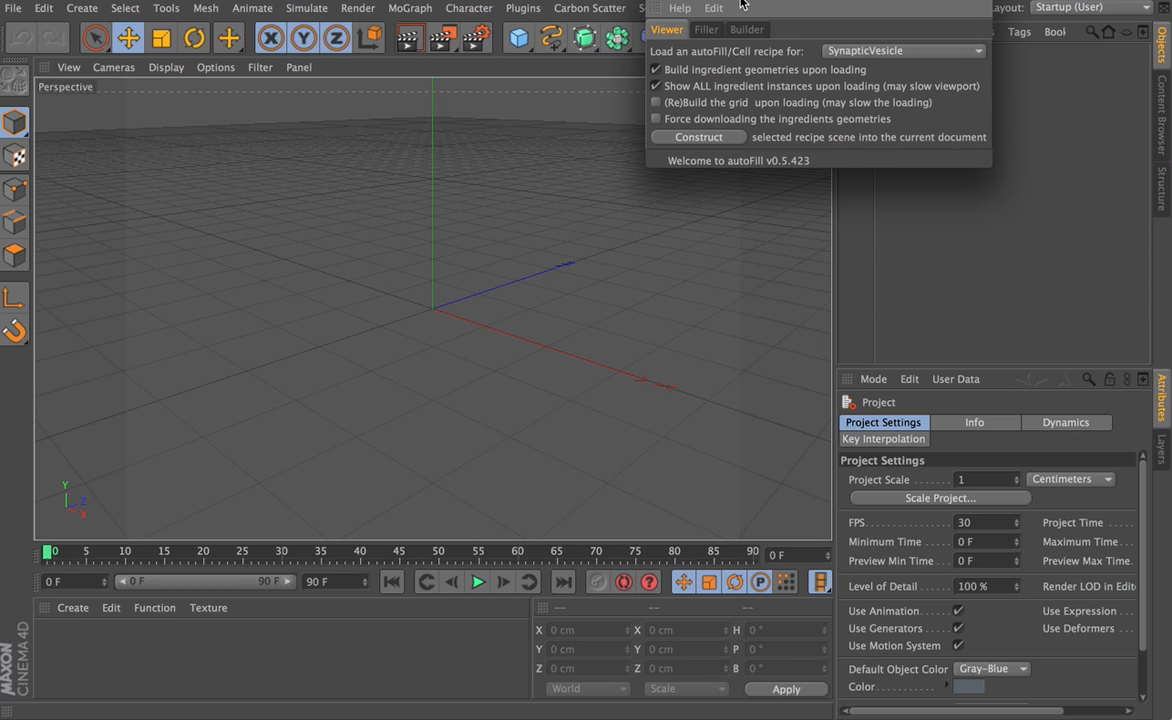 File Edit Create Select Tools Mesh Animate Simulate Render MoGraph Character Plugins Carbon Scatter S
Help Edit
ayout: Startup (User)
Viewer Filler Builder
Tags Bool
Load an autoFill/Cell recipe for: SynapticVesicle
Build ingredient geometries upon loading
Show ALL ingredient instances upon loading (may slow viewport)
(Re)Build the grid upon loading (may slow the loading)
Force downloading the ingredients geometries
Construct selected recipe scene into the current document
Welcome to autoFill v0.5.423
View Cameras Display Options Filter Panel
Perspective
X Y Z
Objects
Content Browser
Structure
Y
Z
X
0 5 10 15 20 25 30 35 40 45 50 55 60 65 70 75 80 85 90 0 F
0 F 0 F 90 F 90 F
P
Create Edit Function Texture
-- -- --
X 0 cm X 0 cm H 0 °
Y 0 cm Y 0 cm P 0 °
Z 0 cm Z 0 cm B 0 °
World Scale Apply
MAXON
CINEMA4D
Mode Edit User Data
Project
Project Settings Info Dynamics
Key Interpolation
Project Settings
Project Scale 1 Centimeters
Scale Project...
FPS 30 Project Time
Minimum Time 0 F Maximum Time
Preview Min Time 0 F Preview Max Time
Level of Detail 100 % Render LOD in Edit
Use Animation Use Expression
Use Generators Use Deformers
Use Motion System
Default Object Color Gray-Blue
Color
Attributes
Layers